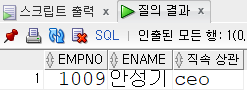 스크립트 출력 × 질의 결과 ×
SQL | 인출된 모든 행: 1(0,
EMPNO ENAME 직속 상관
1 1009 안성기 ceo